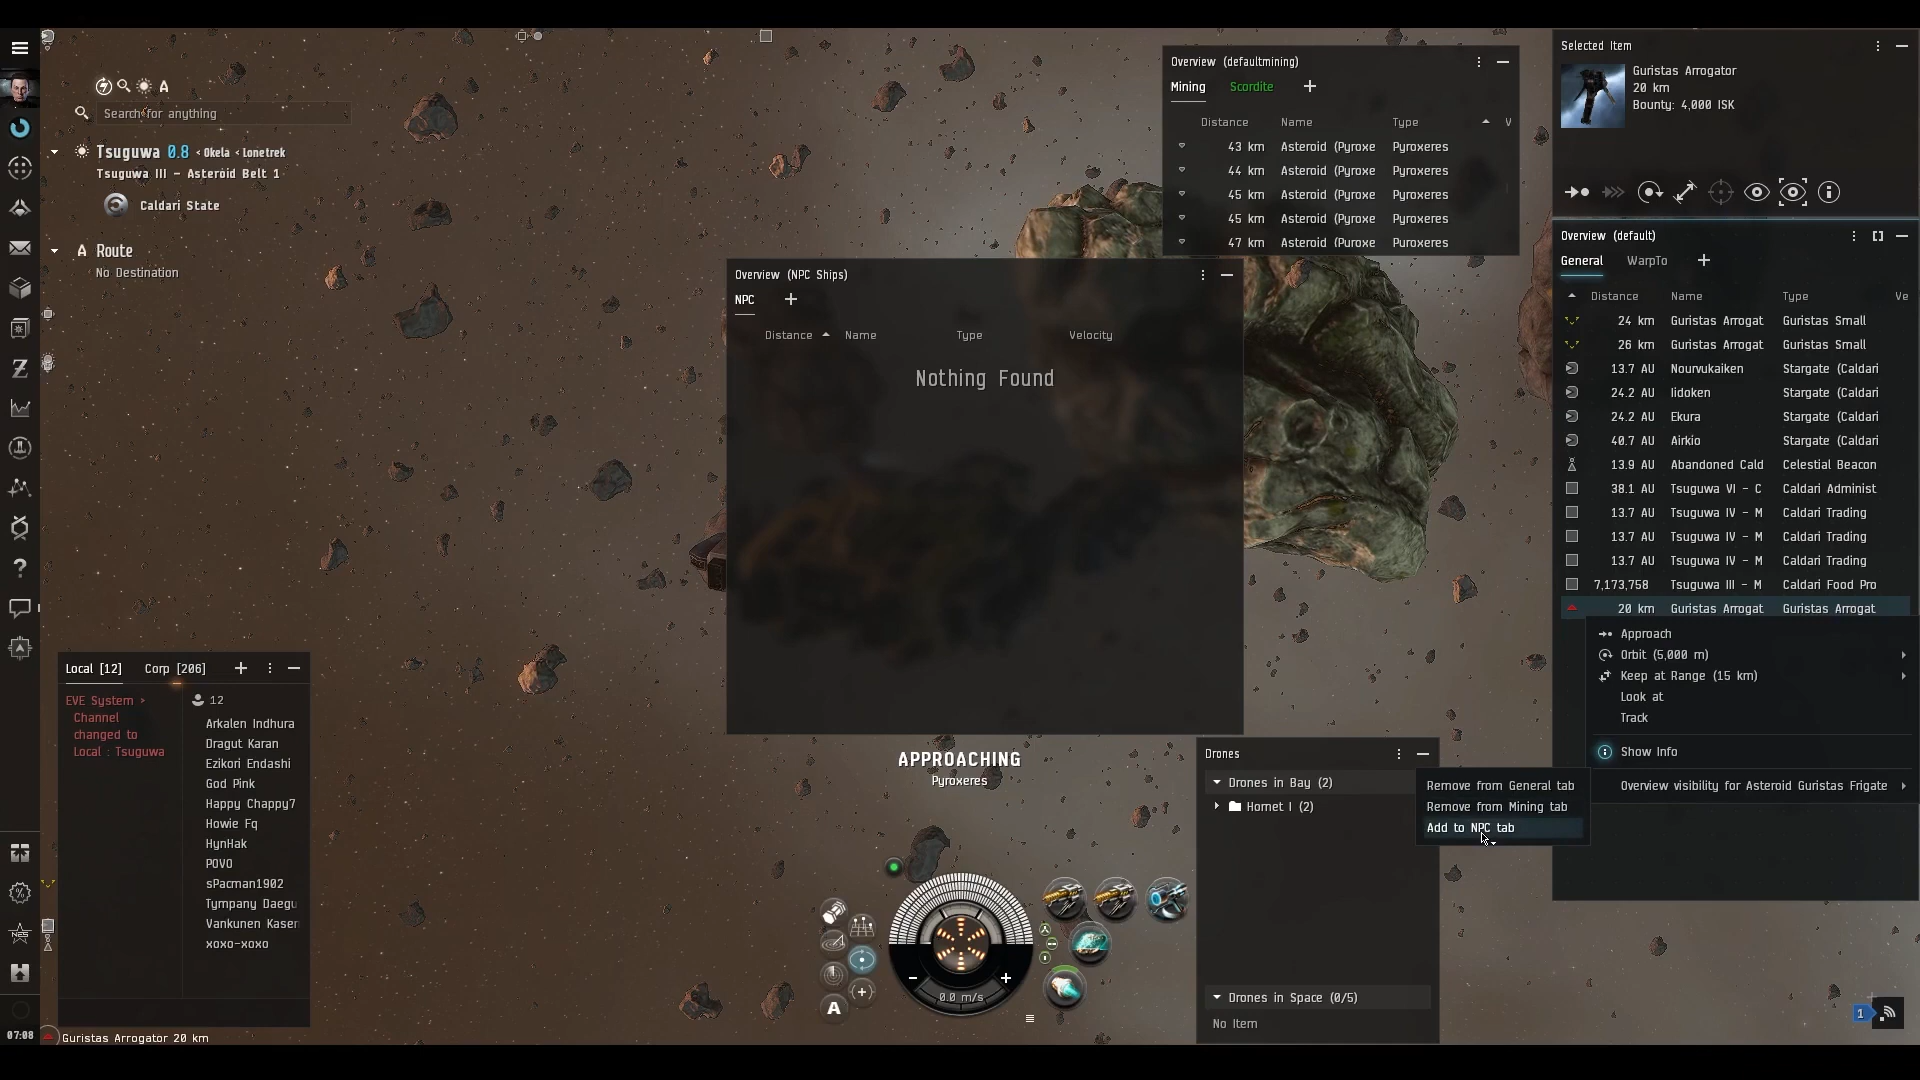 Search for anything
Tsuguwa 0.8 < Okela < Lonetrek
Tsuguwa III - Asteroid Belt 1
Caldari State
Route
No Destination
Overview (defaultmining)
Mining Scordite +
Distance Name Type V
43 km Asteroid (Pyroxe Pyroxeres
44 km Asteroid (Pyroxe Pyroxeres
45 km Asteroid (Pyroxe Pyroxeres
45 km Asteroid (Pyroxe Pyroxeres
47 km Asteroid (Pyroxe Pyroxeres
Selected Item
Guristas Arrogator
20 km
Bounty: 4,000 ISK
Overview (NPC Ships)
NPC +
Distance Name Type Velocity
Nothing Found
Overview (default)
General WarpTo +
Distance Name Type Ve
24 km Guristas Arrogat Guristas Small
26 km Guristas Arrogat Guristas Small
13.7 AU Nourvukaiken Stargate (Caldari
24.2 AU Iidoken Stargate (Caldari
24.2 AU Ekura Stargate (Caldari
40.7 AU Airkio Stargate (Caldari
13.9 AU Abandoned Cald Celestial Beacon
38.1 AU Tsuguwa VI - C Caldari Administ
13.7 AU Tsuguwa IV - M Caldari Trading
13.7 AU Tsuguwa IV - M Caldari Trading
13.7 AU Tsuguwa IV - M Caldari Trading
7,173,758 Tsuguwa III - M Caldari Food Pro
20 km Guristas Arrogat Guristas Arrogat
Approach
Orbit (5,000 m)
Keep at Range (15 km)
Look at
Track
Show Info
Overview visibility for Asteroid Guristas Frigate
Remove from General tab
Remove from Mining tab
Add to NPC tab
Local [12] Corp [206] +
EVE System >
Channel
changed to
Local : Tsuguwa
12
Arkalen Indhura
Dragut Karan
Ezikori Endashi
God Pink
Happy Chappy7
Howie Fq
HynHak
POVO
sPacman1902
Tympany Daegu
Vankunen Kasen
xoxo-xoxo
APPROACHING
Pyroxeres
0.0 m/s
A
Drones
Drones in Bay (2)
Hornet I (2)
Drones in Space (0/5)
No Item
1
07:08
Guristas Arrogator 20 km